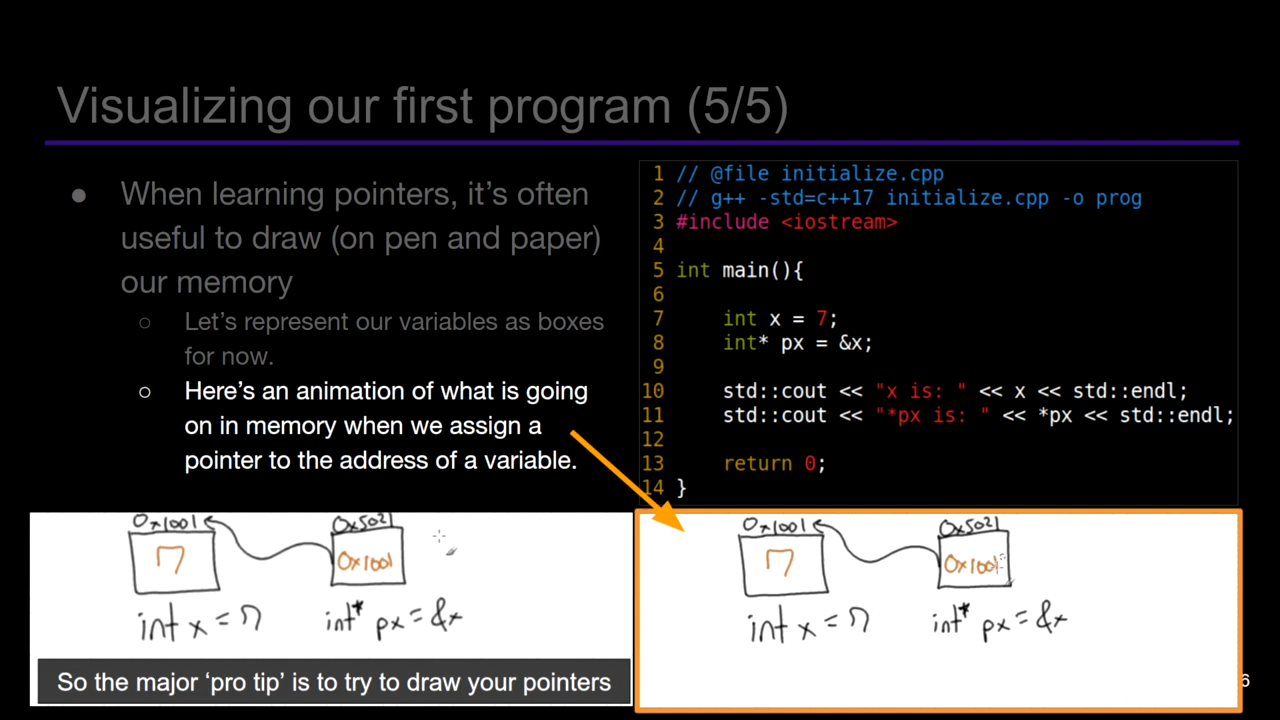 Visualizing our first program (5/5)
● When learning pointers, it’s often
useful to draw (on pen and paper)
our memory
○ Let’s represent our variables as boxes
for now.
○ Here’s an animation of what is going
on in memory when we assign a
pointer to the address of a variable.
1 // @file initialize.cpp
2 // g++ -std=c++17 initialize.cpp -o prog
3 #include <iostream>
4
5 int main(){
6
7     int x = 7;
8     int* px = &x;
9
10     std::cout << "x is: " << x << std::endl;
11     std::cout << "*px is: " << *px << std::endl;
12
13     return 0;
14 }
0x1001 0x5021
7 0x1001
int x = 7 int* px = &x
So the major ‘pro tip’ is to try to draw your pointers
0x1001 0x5021
7 0x1001
int x = 7 int* px = &x
6